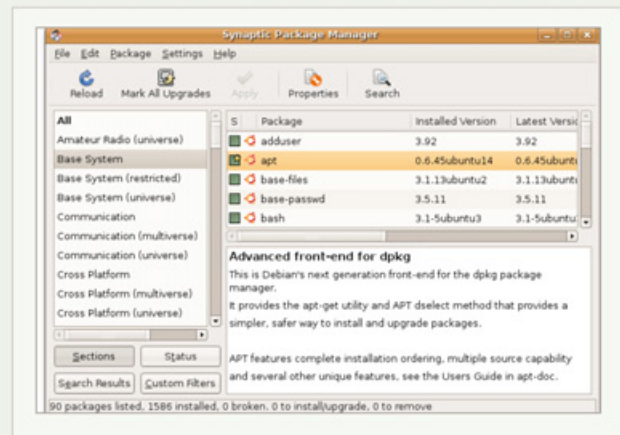 Synaptic Package Manager
File Edit Package Settings Help
Reload Mark All Upgrades Apply Properties Search
All
Amateur Radio (universe)
Base System
Base System (restricted)
Base System (universe)
Communication
Communication (multiverse)
Communication (universe)
Cross Platform
Cross Platform (multiverse)
Cross Platform (universe)
Sections Status
Search Results Custom Filters
S Package Installed Version Latest Versic
adduser 3.92 3.92
apt 0.6.45ubuntu14 0.6.45ubuntu
base-files 3.1.13ubuntu2 3.1.13ubuntu
base-passwd 3.5.11 3.5.11
bash 3.1-5ubuntu3 3.1-5ubuntu
Advanced front-end for dpkg
This is Debian's next generation front-end for the dpkg package
manager.
It provides the apt-get utility and APT dselect method that provides a
simpler, safer way to install and upgrade packages.
APT features complete installation ordering, multiple source capability
and several other unique features, see the Users Guide in apt-doc.
90 packages listed, 1586 installed, 0 broken. 0 to install/upgrade, 0 to remove